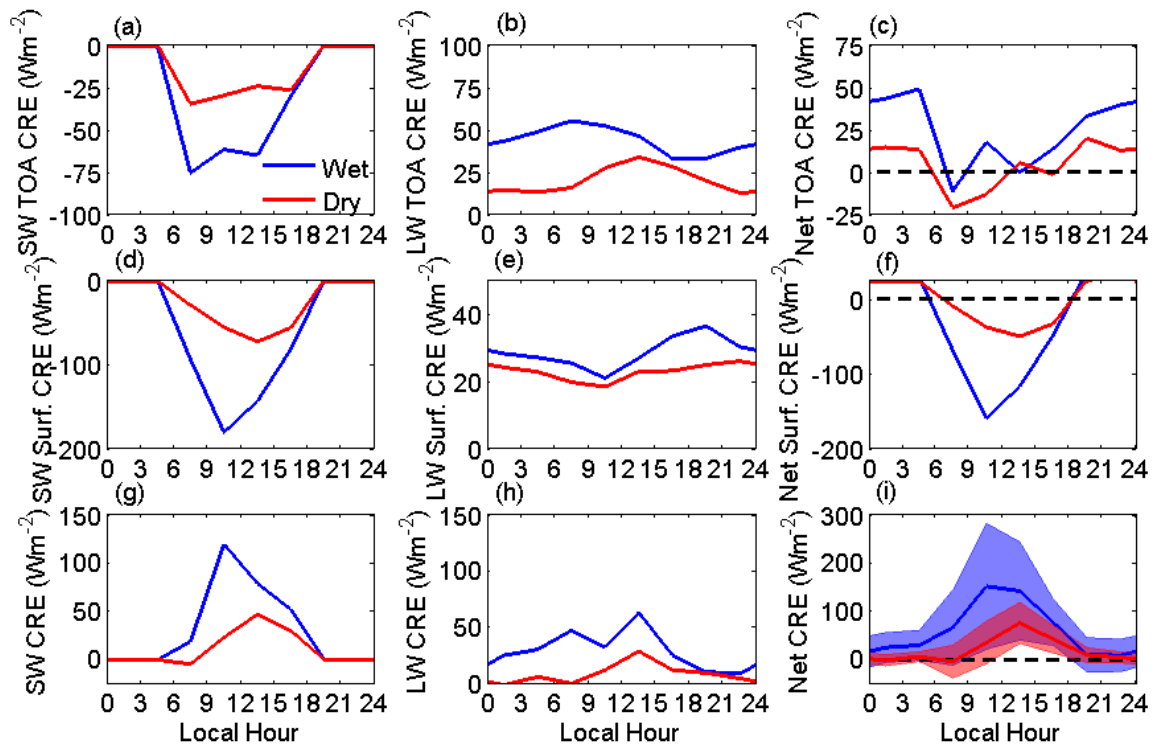 (a)
SW TOA CRE (Wm⁻²)
0
-25
-50
-75
-100
0 3 6 9 12 15 18 21 24
Wet
Dry
(b)
LW TOA CRE (Wm⁻²)
100
75
50
25
0
0 3 6 9 12 15 18 21 24
(c)
Net TOA CRE (Wm⁻²)
75
50
25
0
-25
0 3 6 9 12 15 18 21 24
(d)
SW Surf. CRE (Wm⁻²)
0
-100
-200
0 3 6 9 12 15 18 21 24
(e)
LW Surf. CRE (Wm⁻²)
40
20
0
0 3 6 9 12 15 18 21 24
(f)
Net Surf. CRE (Wm⁻²)
0
-100
-200
0 3 6 9 12 15 18 21 24
(g)
SW CRE (Wm⁻²)
150
100
50
0
0 3 6 9 12 15 18 21 24
Local Hour
(h)
LW CRE (Wm⁻²)
150
100
50
0
0 3 6 9 12 15 18 21 24
Local Hour
(i)
Net CRE (Wm⁻²)
300
200
100
0
0 3 6 9 12 15 18 21 24
Local Hour